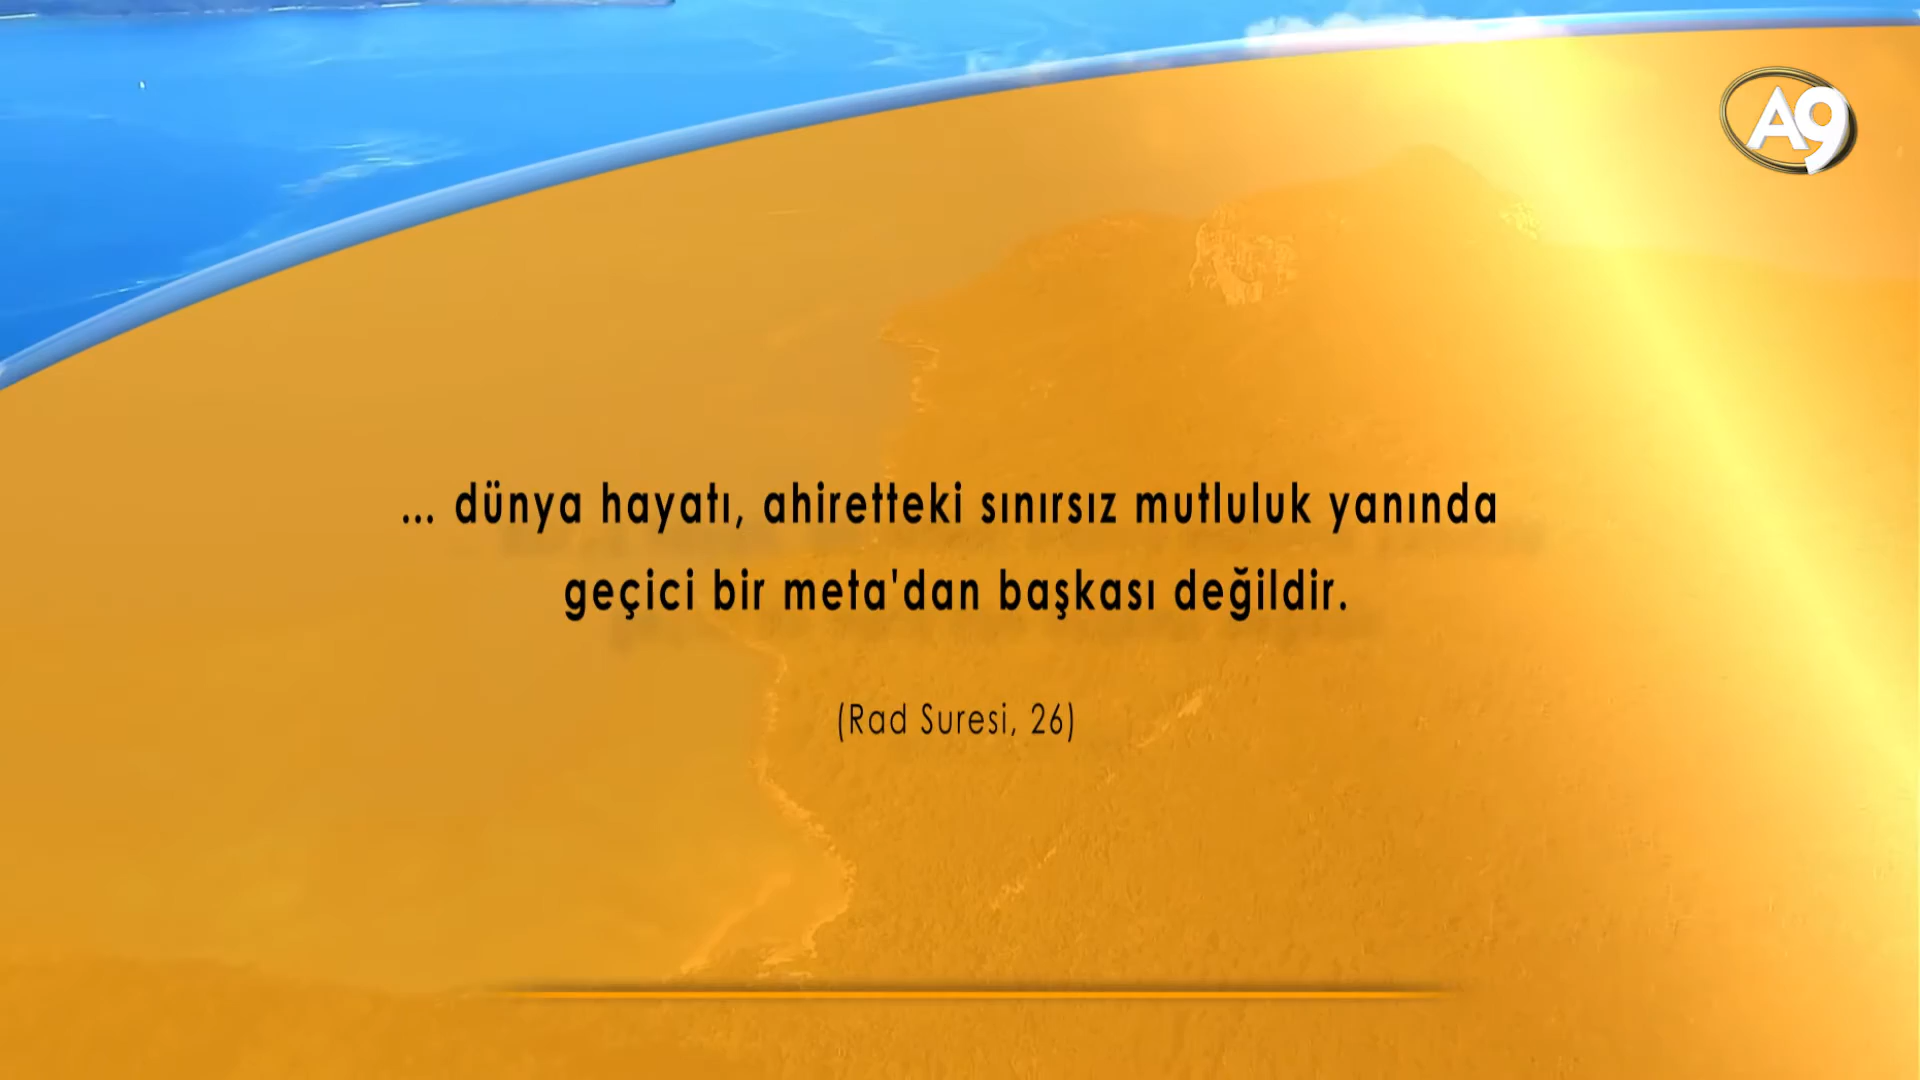 A9
... dünya hayatı, ahiretteki sınırsız mutluluk yanında
geçici bir meta'dan başkası değildir.
(Rad Suresi, 26)